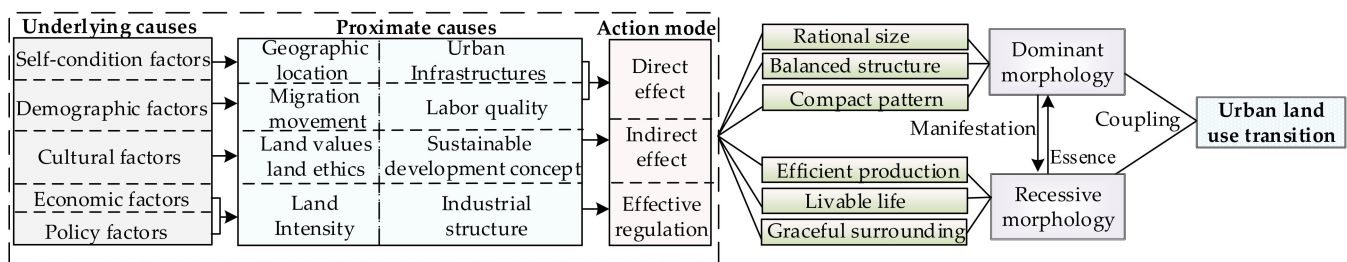 Underlying causes
Proximate causes
Action mode
Self-condition factors
Demographic factors
Cultural factors
Economic factors
Policy factors
Geographic
location
Urban
Infrastructures
Migration
movement
Labor quality
Land values
land ethics
Sustainable
development concept
Land
Intensity
Industrial
structure
Direct
effect
Indirect
effect
Effective
regulation
Rational size
Balanced structure
Compact pattern
Efficient production
Livable life
Graceful surrounding
Dominant
morphology
Manifestation
Essence
Recessive
morphology
Coupling
Urban land
use transition